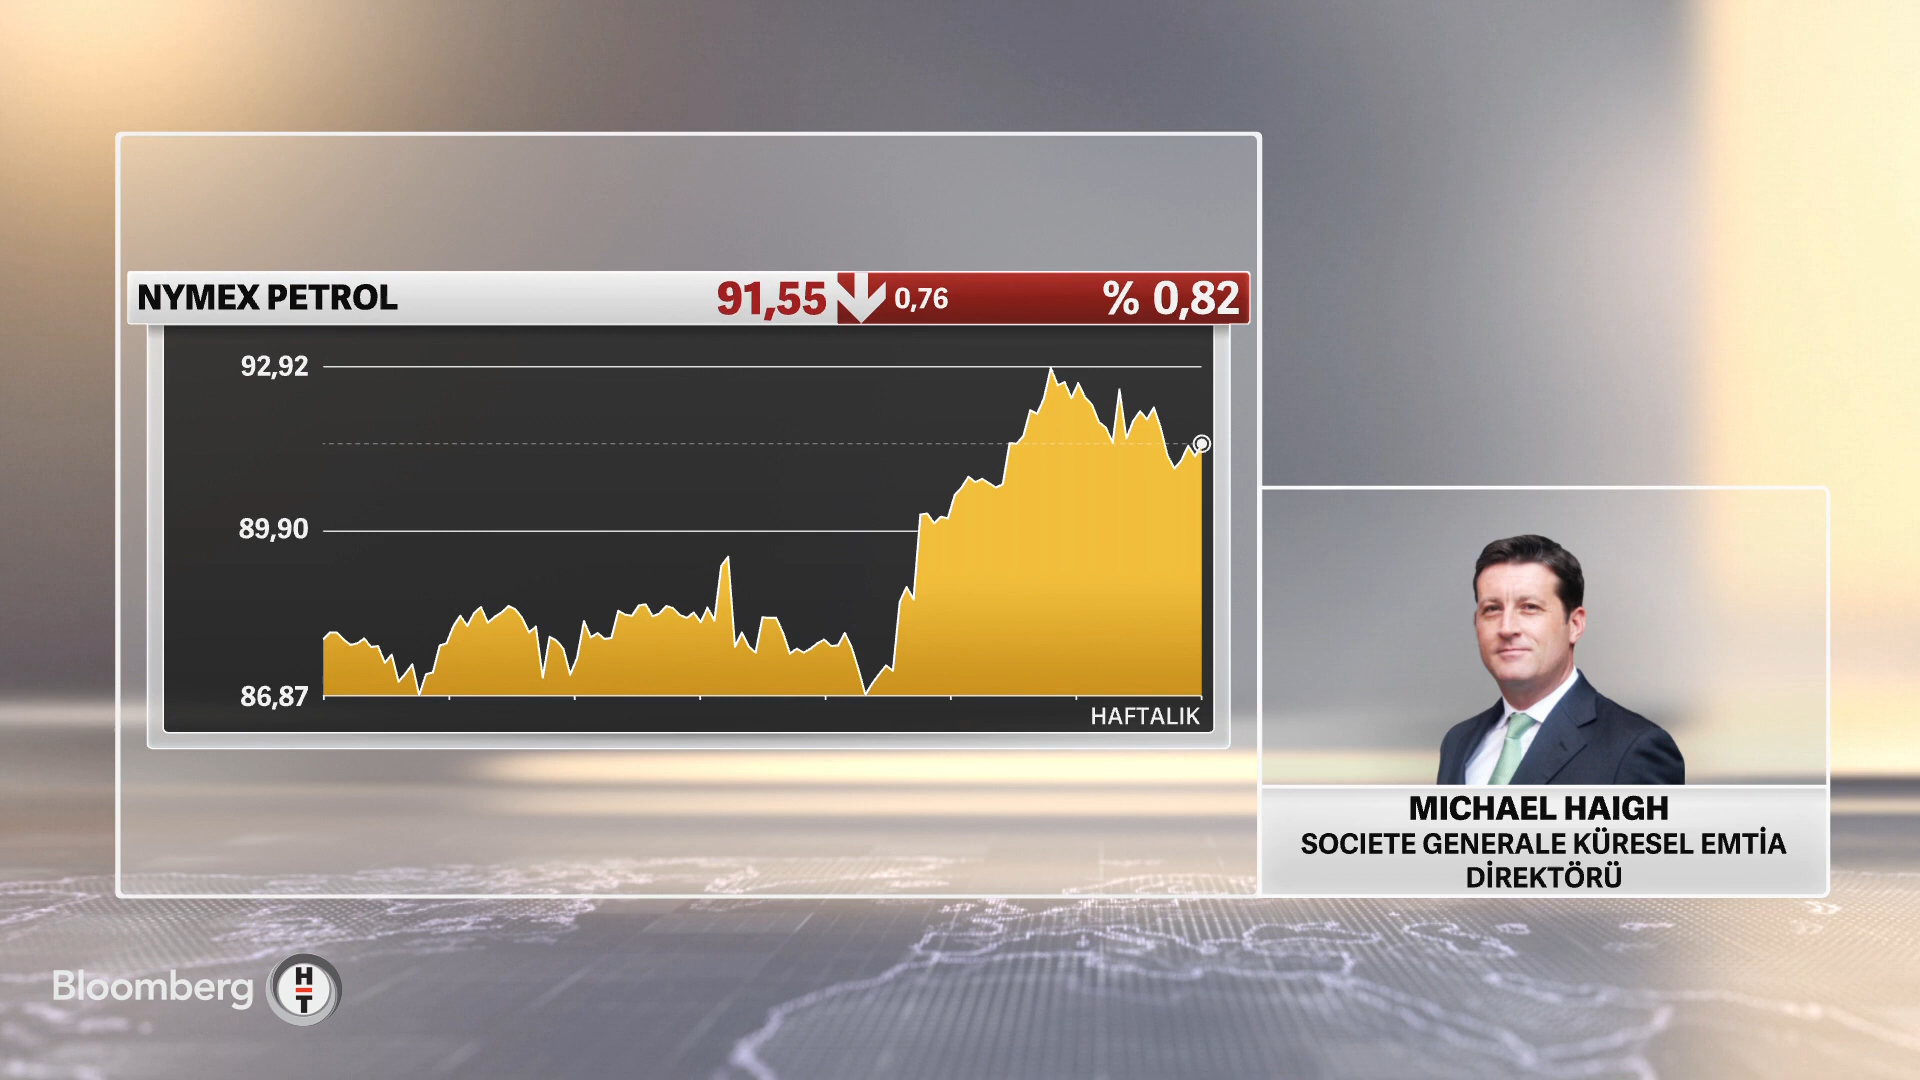 NYMEX PETROL 91,55 0,76 % 0,82
92,92
89,90
86,87
HAFTALIK
MICHAEL HAIGH
SOCIETE GENERALE KÜRESEL EMTİA
DİREKTÖRÜ
Bloomberg HT